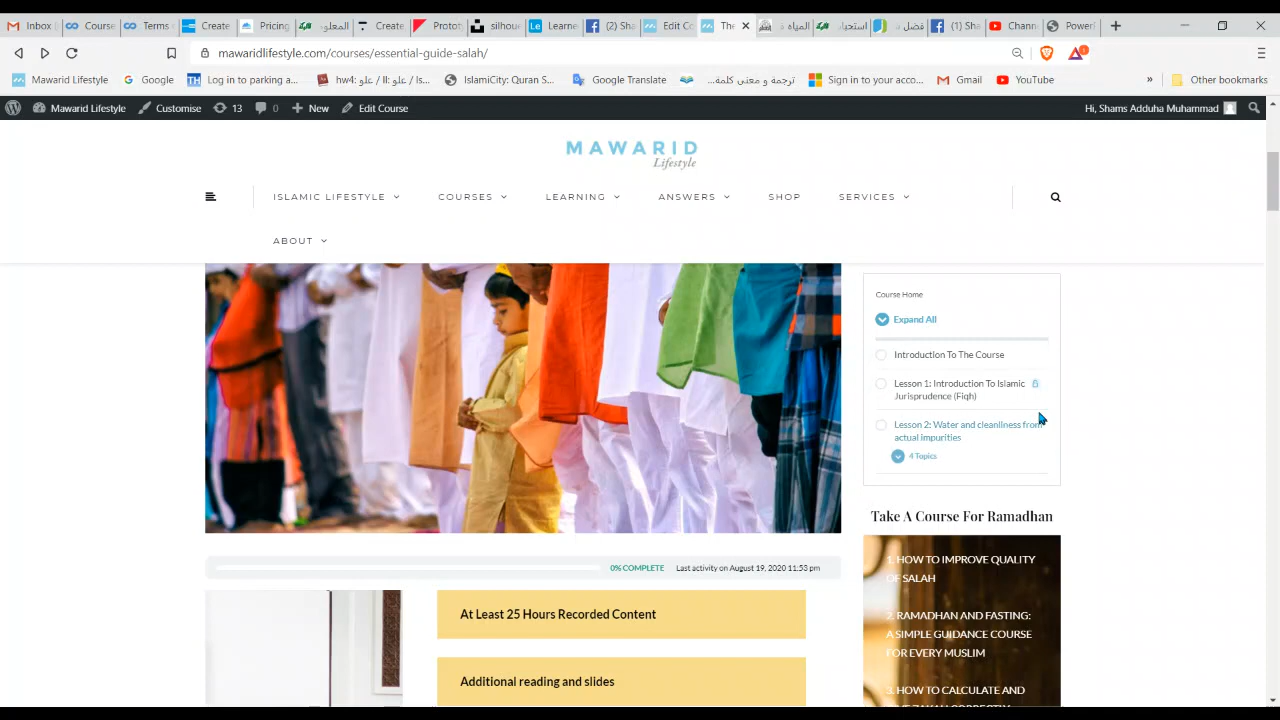 Inbox
Course
Terms
Create
Pricing
المعلود
Create
Proto
silhou
Learne
(2) Sha
Edit Co
The
المياه
استحباب
فضل
(1) Sha
Chann
Power
mawaridlifestyle.com/courses/essential-guide-salah/
Mawarid Lifestyle
Google
Log in to parking a...
hw4: علو / II: علو / Is...
IslamiCity: Quran S...
Google Translate
ترجمة و معنى كلمة...
Sign in to your acco...
Gmail
YouTube
»
Other bookmarks
Mawarid Lifestyle
Customise
13
0
New
Edit Course
Hi, Shams Adduha Muhammad
MAWARID
Lifestyle
ISLAMIC LIFESTYLE
COURSES
LEARNING
ANSWERS
SHOP
SERVICES
ABOUT
Course Home
Expand All
Introduction To The Course
Lesson 1: Introduction To Islamic
Jurisprudence (Fiqh)
Lesson 2: Water and cleanliness from
actual impurities
4 Topics
Take A Course For Ramadhan
1. HOW TO IMPROVE QUALITY
OF SALAH
2. RAMADHAN AND FASTING:
A SIMPLE GUIDANCE COURSE
FOR EVERY MUSLIM
3. HOW TO CALCULATE AND
0% COMPLETE
Last activity on August 19, 2020 11:53 pm
At Least 25 Hours Recorded Content
Additional reading and slides